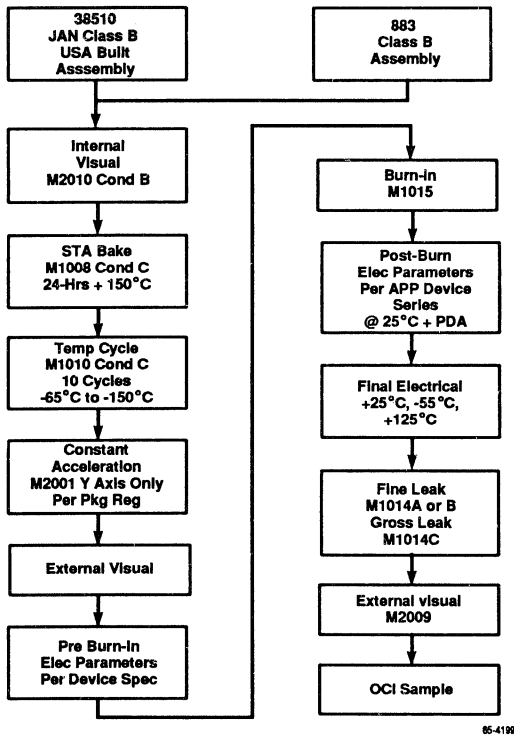 38510
JAN Class B
USA Built
Asssembly
883
Class B
Assembly
Internal
Visual
M2010 Cond B
STA Bake
M1008 Cond C
24-Hrs + 150°C
Temp Cycle
M1010 Cond C
10 Cycles
-65°C to -150°C
Constant
Acceleration
M2001 Y Axis Only
Per Pkg Reg
External Visual
Pre Burn-in
Elec Parameters
Per Device Spec
Burn-in
M1015
Post-Burn
Elec Parameters
Per APP Device
Series
@ 25°C + PDA
Final Electrical
+25°C, -55°C,
+125°C
Fine Leak
M1014A or B
Gross Leak
M1014C
External visual
M2009
OCI Sample
65-4199